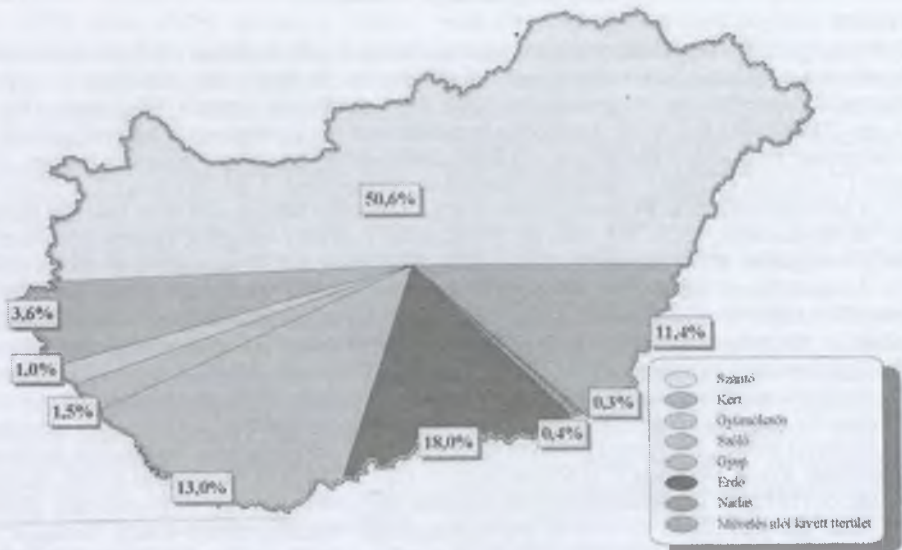 50,6%
3,6%
11,4%
1,0%
0,3%
1,5%
0,4%
18,0%
13,0%
Szántó
Kert
Gyümölcsös
Szőlő
Gyep
Erdő
Nádas
Művelés alól kivett tterület